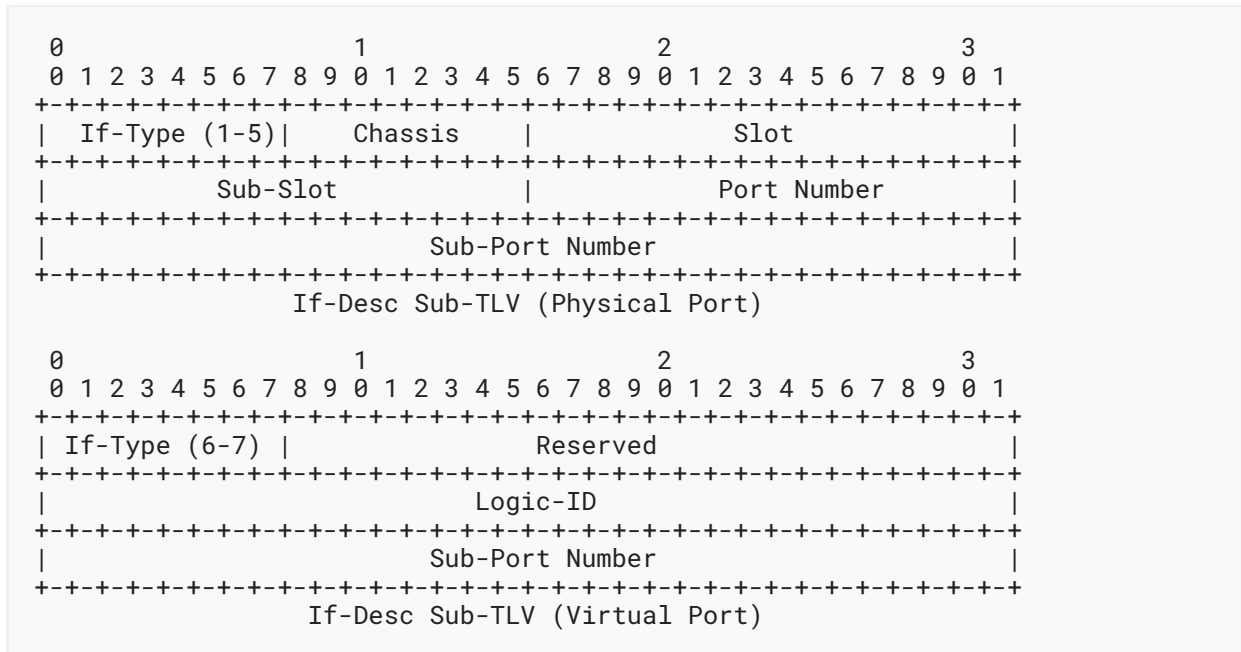 0                   1                   2                   3
 0 1 2 3 4 5 6 7 8 9 0 1 2 3 4 5 6 7 8 9 0 1 2 3 4 5 6 7 8 9 0 1
+-+-+-+-+-+-+-+-+-+-+-+-+-+-+-+-+-+-+-+-+-+-+-+-+-+-+-+-+-+-+-+-+
|  If-Type (1-5)|    Chassis    |             Slot              |
+-+-+-+-+-+-+-+-+-+-+-+-+-+-+-+-+-+-+-+-+-+-+-+-+-+-+-+-+-+-+-+-+
|           Sub-Slot            |            Port Number        |
+-+-+-+-+-+-+-+-+-+-+-+-+-+-+-+-+-+-+-+-+-+-+-+-+-+-+-+-+-+-+-+-+
|                         Sub-Port Number                       |
+-+-+-+-+-+-+-+-+-+-+-+-+-+-+-+-+-+-+-+-+-+-+-+-+-+-+-+-+-+-+-+-+
                 If-Desc Sub-TLV (Physical Port)

 0                   1                   2                   3
 0 1 2 3 4 5 6 7 8 9 0 1 2 3 4 5 6 7 8 9 0 1 2 3 4 5 6 7 8 9 0 1
+-+-+-+-+-+-+-+-+-+-+-+-+-+-+-+-+-+-+-+-+-+-+-+-+-+-+-+-+-+-+-+-+
| If-Type (6-7) |                Reserved                       |
+-+-+-+-+-+-+-+-+-+-+-+-+-+-+-+-+-+-+-+-+-+-+-+-+-+-+-+-+-+-+-+-+
|                            Logic-ID                           |
+-+-+-+-+-+-+-+-+-+-+-+-+-+-+-+-+-+-+-+-+-+-+-+-+-+-+-+-+-+-+-+-+
|                         Sub-Port Number                       |
+-+-+-+-+-+-+-+-+-+-+-+-+-+-+-+-+-+-+-+-+-+-+-+-+-+-+-+-+-+-+-+-+
                  If-Desc Sub-TLV (Virtual Port)